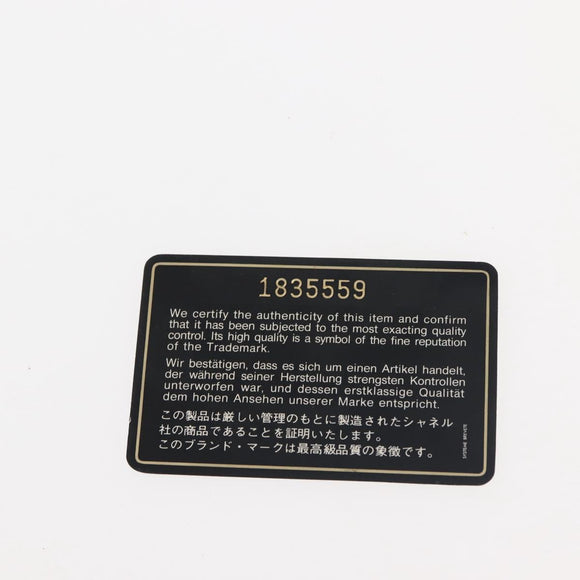 1835559
We certify the authenticity of this item and confirm
that it has been subjected to the most exacting quality
control. Its high quality is a symbol of the fine reputation
of the Trademark.
Wir bestätigen, dass es sich um einen Artikel handelt,
der während seiner Herstellung strengsten Kontrollen
unterworfen war, und dessen erstklassige Qualität
dem hohen Ansehen unserer Marke entspricht.
この製品は厳しい管理のもとに製造されたシャネル
社の商品であることを証明いたします。
このブランド・マークは最高級品質の象徴です。
SYSTEME BREVETE